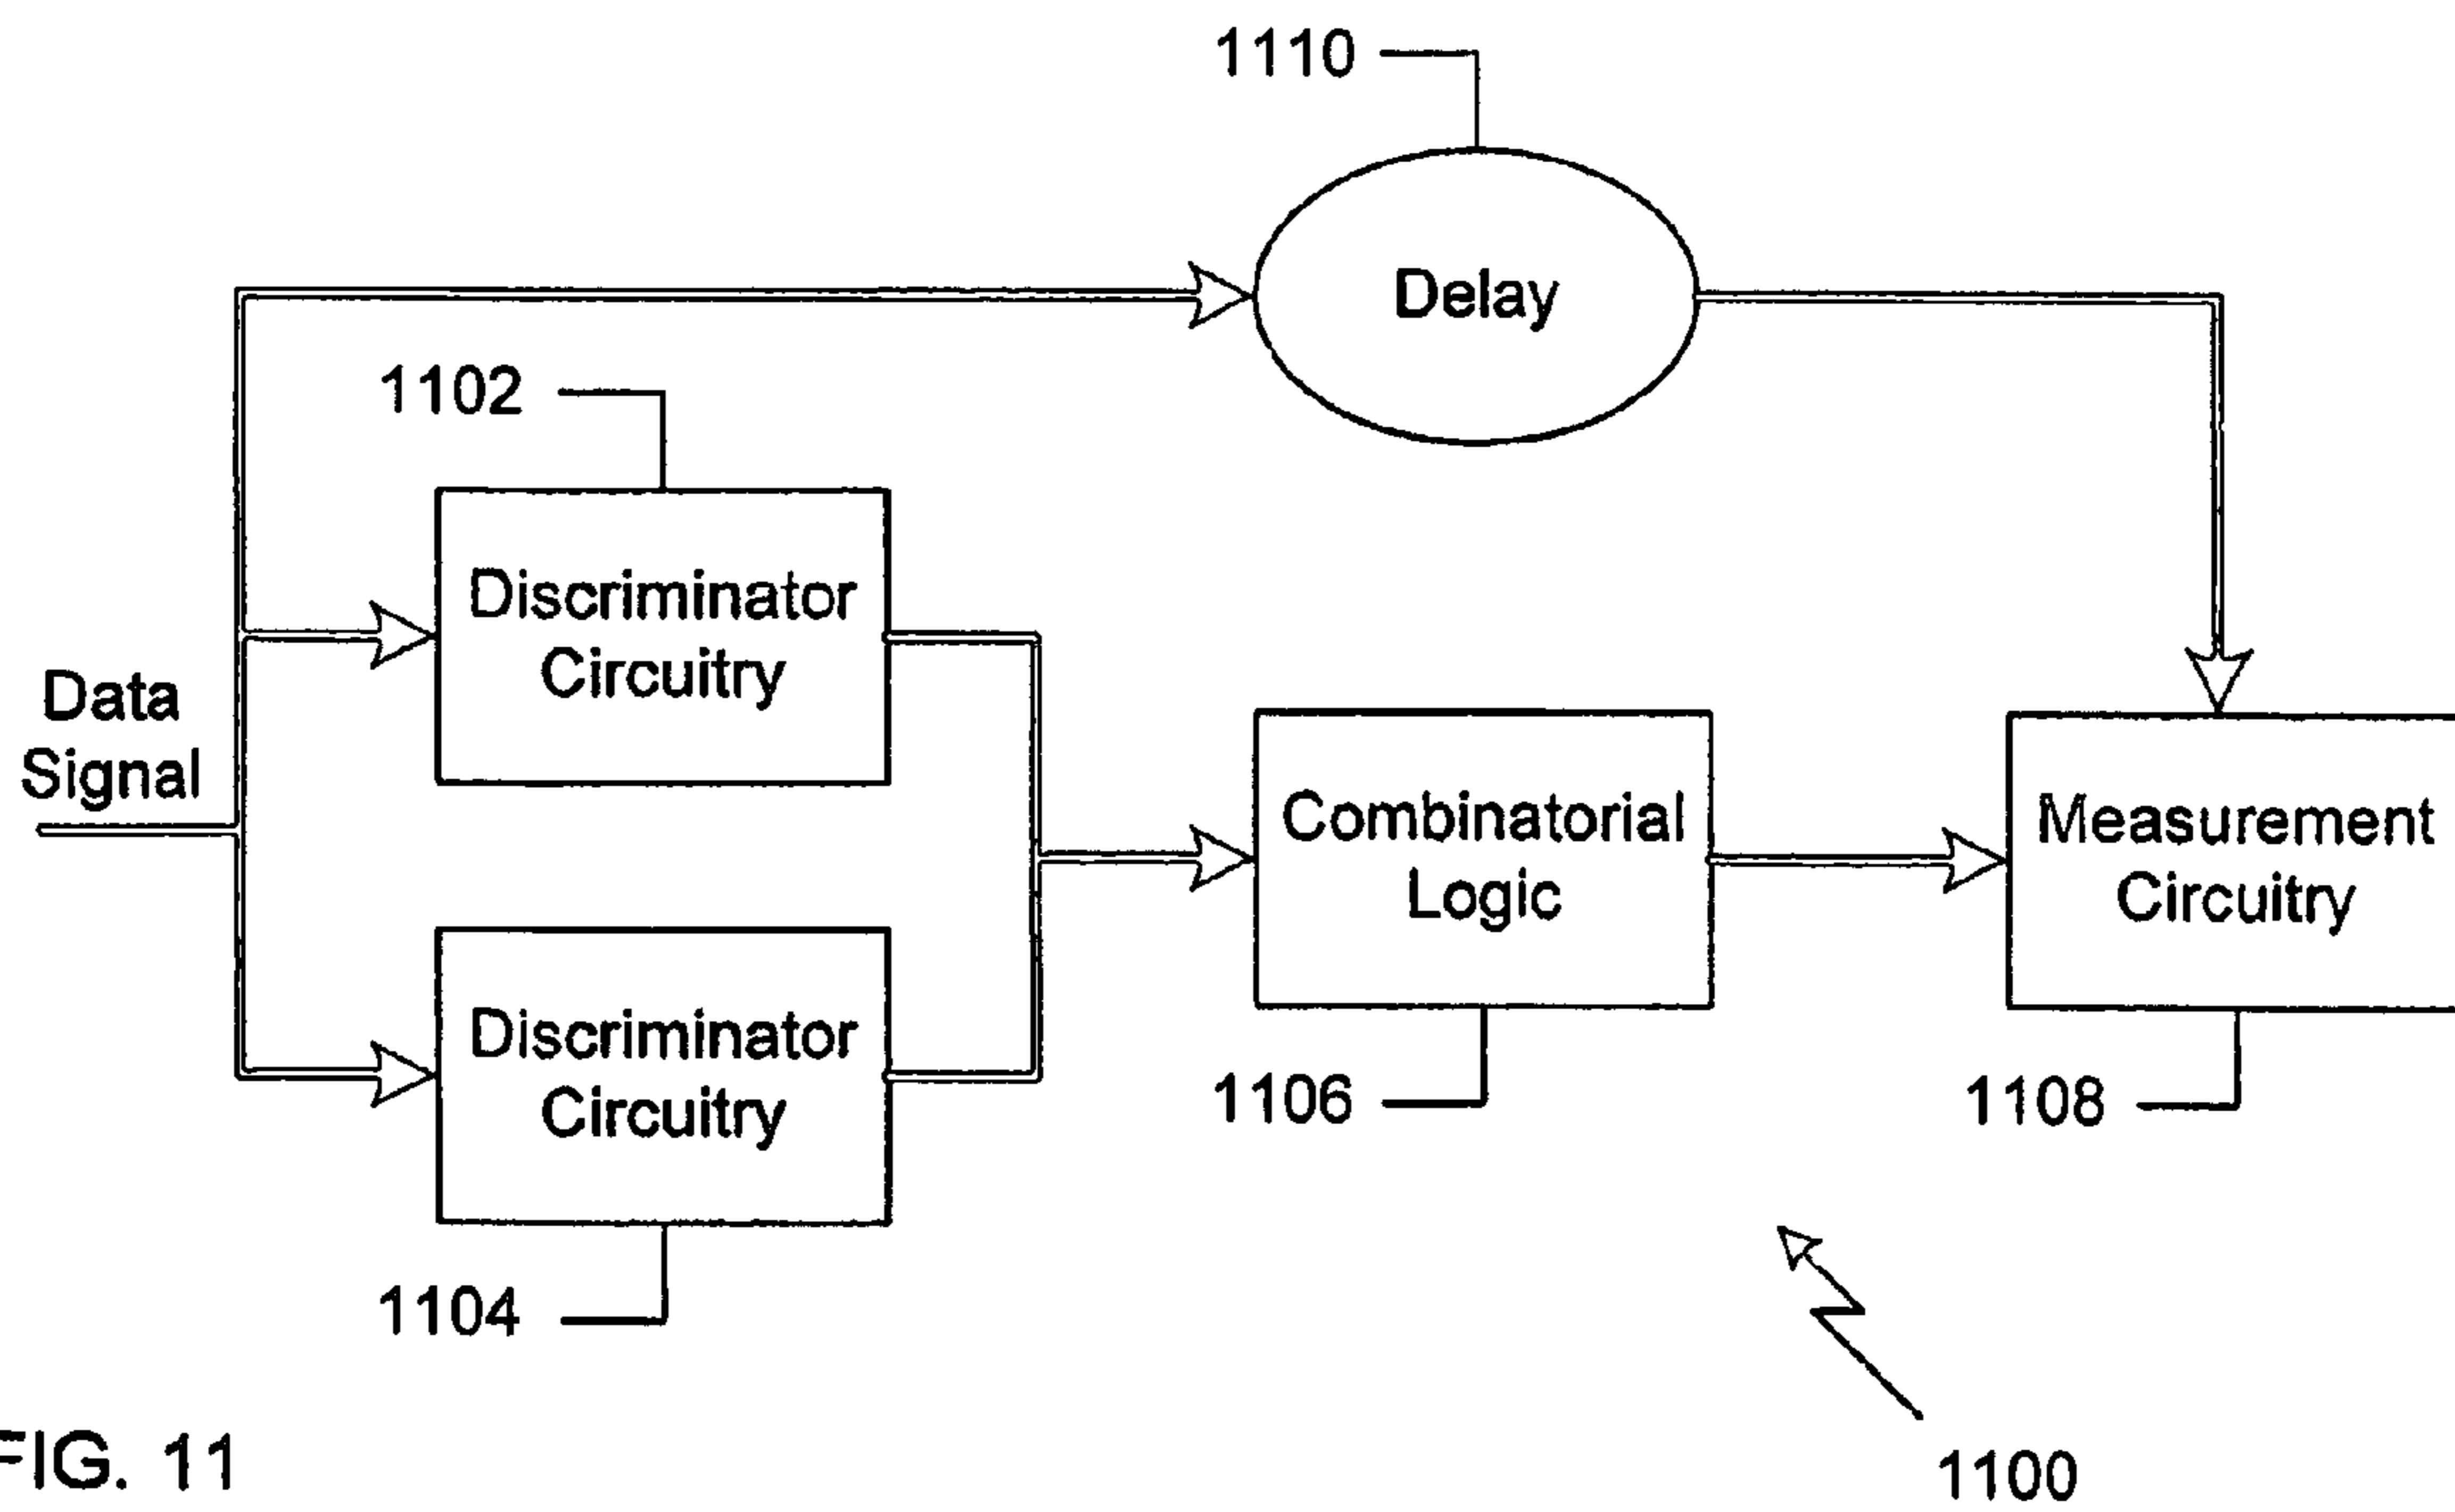 1110
Delay
1102
Discriminator
Circuitry
Data
Signal
Combinatorial
Logic
Measurement
Circuitry
Discriminator
Circuitry
1106
1108
1104
FIG. 11
1100